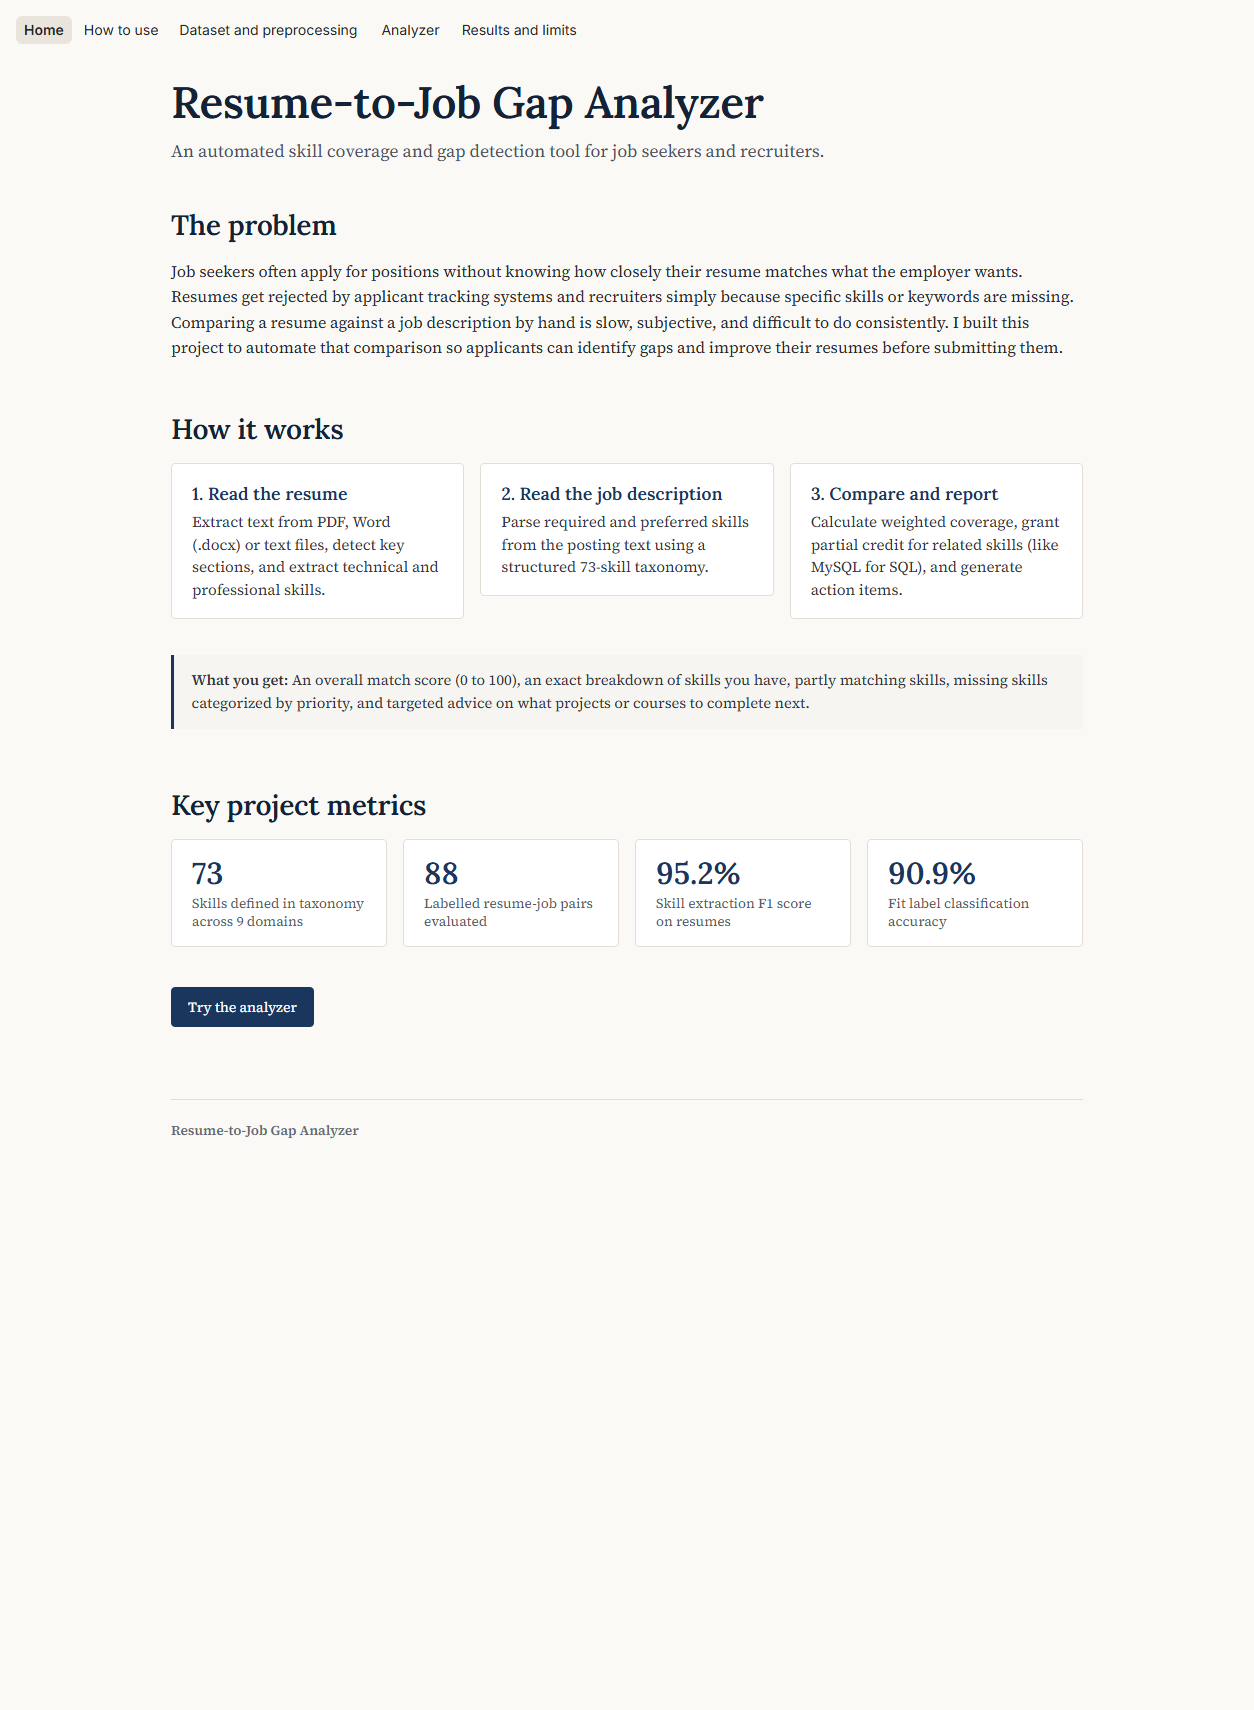 Home How to use Dataset and preprocessing Analyzer Results and limits
Resume-to-Job Gap Analyzer
An automated skill coverage and gap detection tool for job seekers and recruiters.
The problem
Job seekers often apply for positions without knowing how closely their resume matches what the employer wants.
Resumes get rejected by applicant tracking systems and recruiters simply because specific skills or keywords are missing.
Comparing a resume against a job description by hand is slow, subjective, and difficult to do consistently. I built this
project to automate that comparison so applicants can identify gaps and improve their resumes before submitting them.
How it works
1. Read the resume
Extract text from PDF, Word
(.docx) or text files, detect key
sections, and extract technical and
professional skills.
2. Read the job description
Parse required and preferred skills
from the posting text using a
structured 73-skill taxonomy.
3. Compare and report
Calculate weighted coverage, grant
partial credit for related skills (like
MySQL for SQL), and generate
action items.
What you get: An overall match score (0 to 100), an exact breakdown of skills you have, partly matching skills, missing skills
categorized by priority, and targeted advice on what projects or courses to complete next.
Key project metrics
73
Skills defined in taxonomy
across 9 domains
88
Labelled resume-job pairs
evaluated
95.2%
Skill extraction F1 score
on resumes
90.9%
Fit label classification
accuracy
Try the analyzer
Resume-to-Job Gap Analyzer